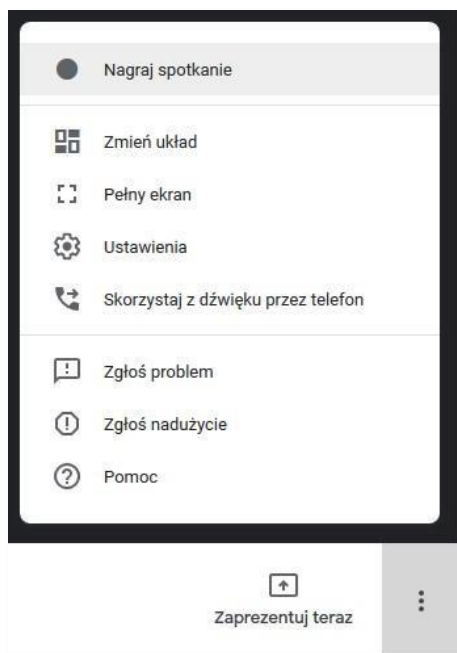 Nagraj spotkanie
Zmień układ
Pełny ekran
Ustawienia
Skorzystaj z dźwięku przez telefon
Zgłoś problem
Zgłoś nadużycie
Pomoc
Zaprezentuj teraz